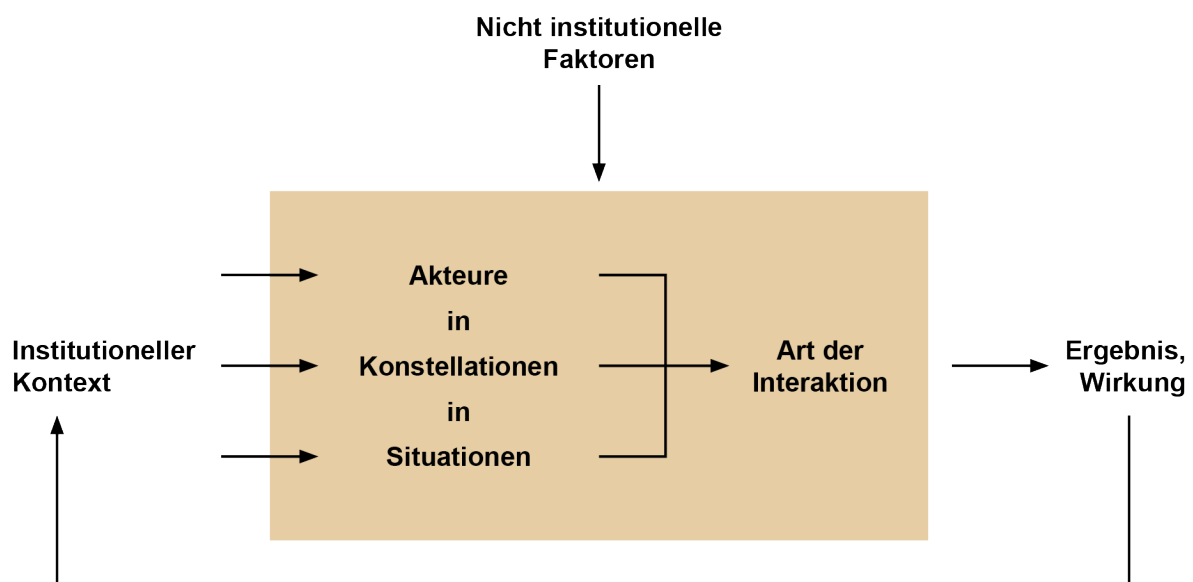 Nicht institutionelle
Faktoren
Akteure
in
Institutioneller
Kontext
Konstellationen
in
Situationen
Art der
Interaktion
Ergebnis,
Wirkung